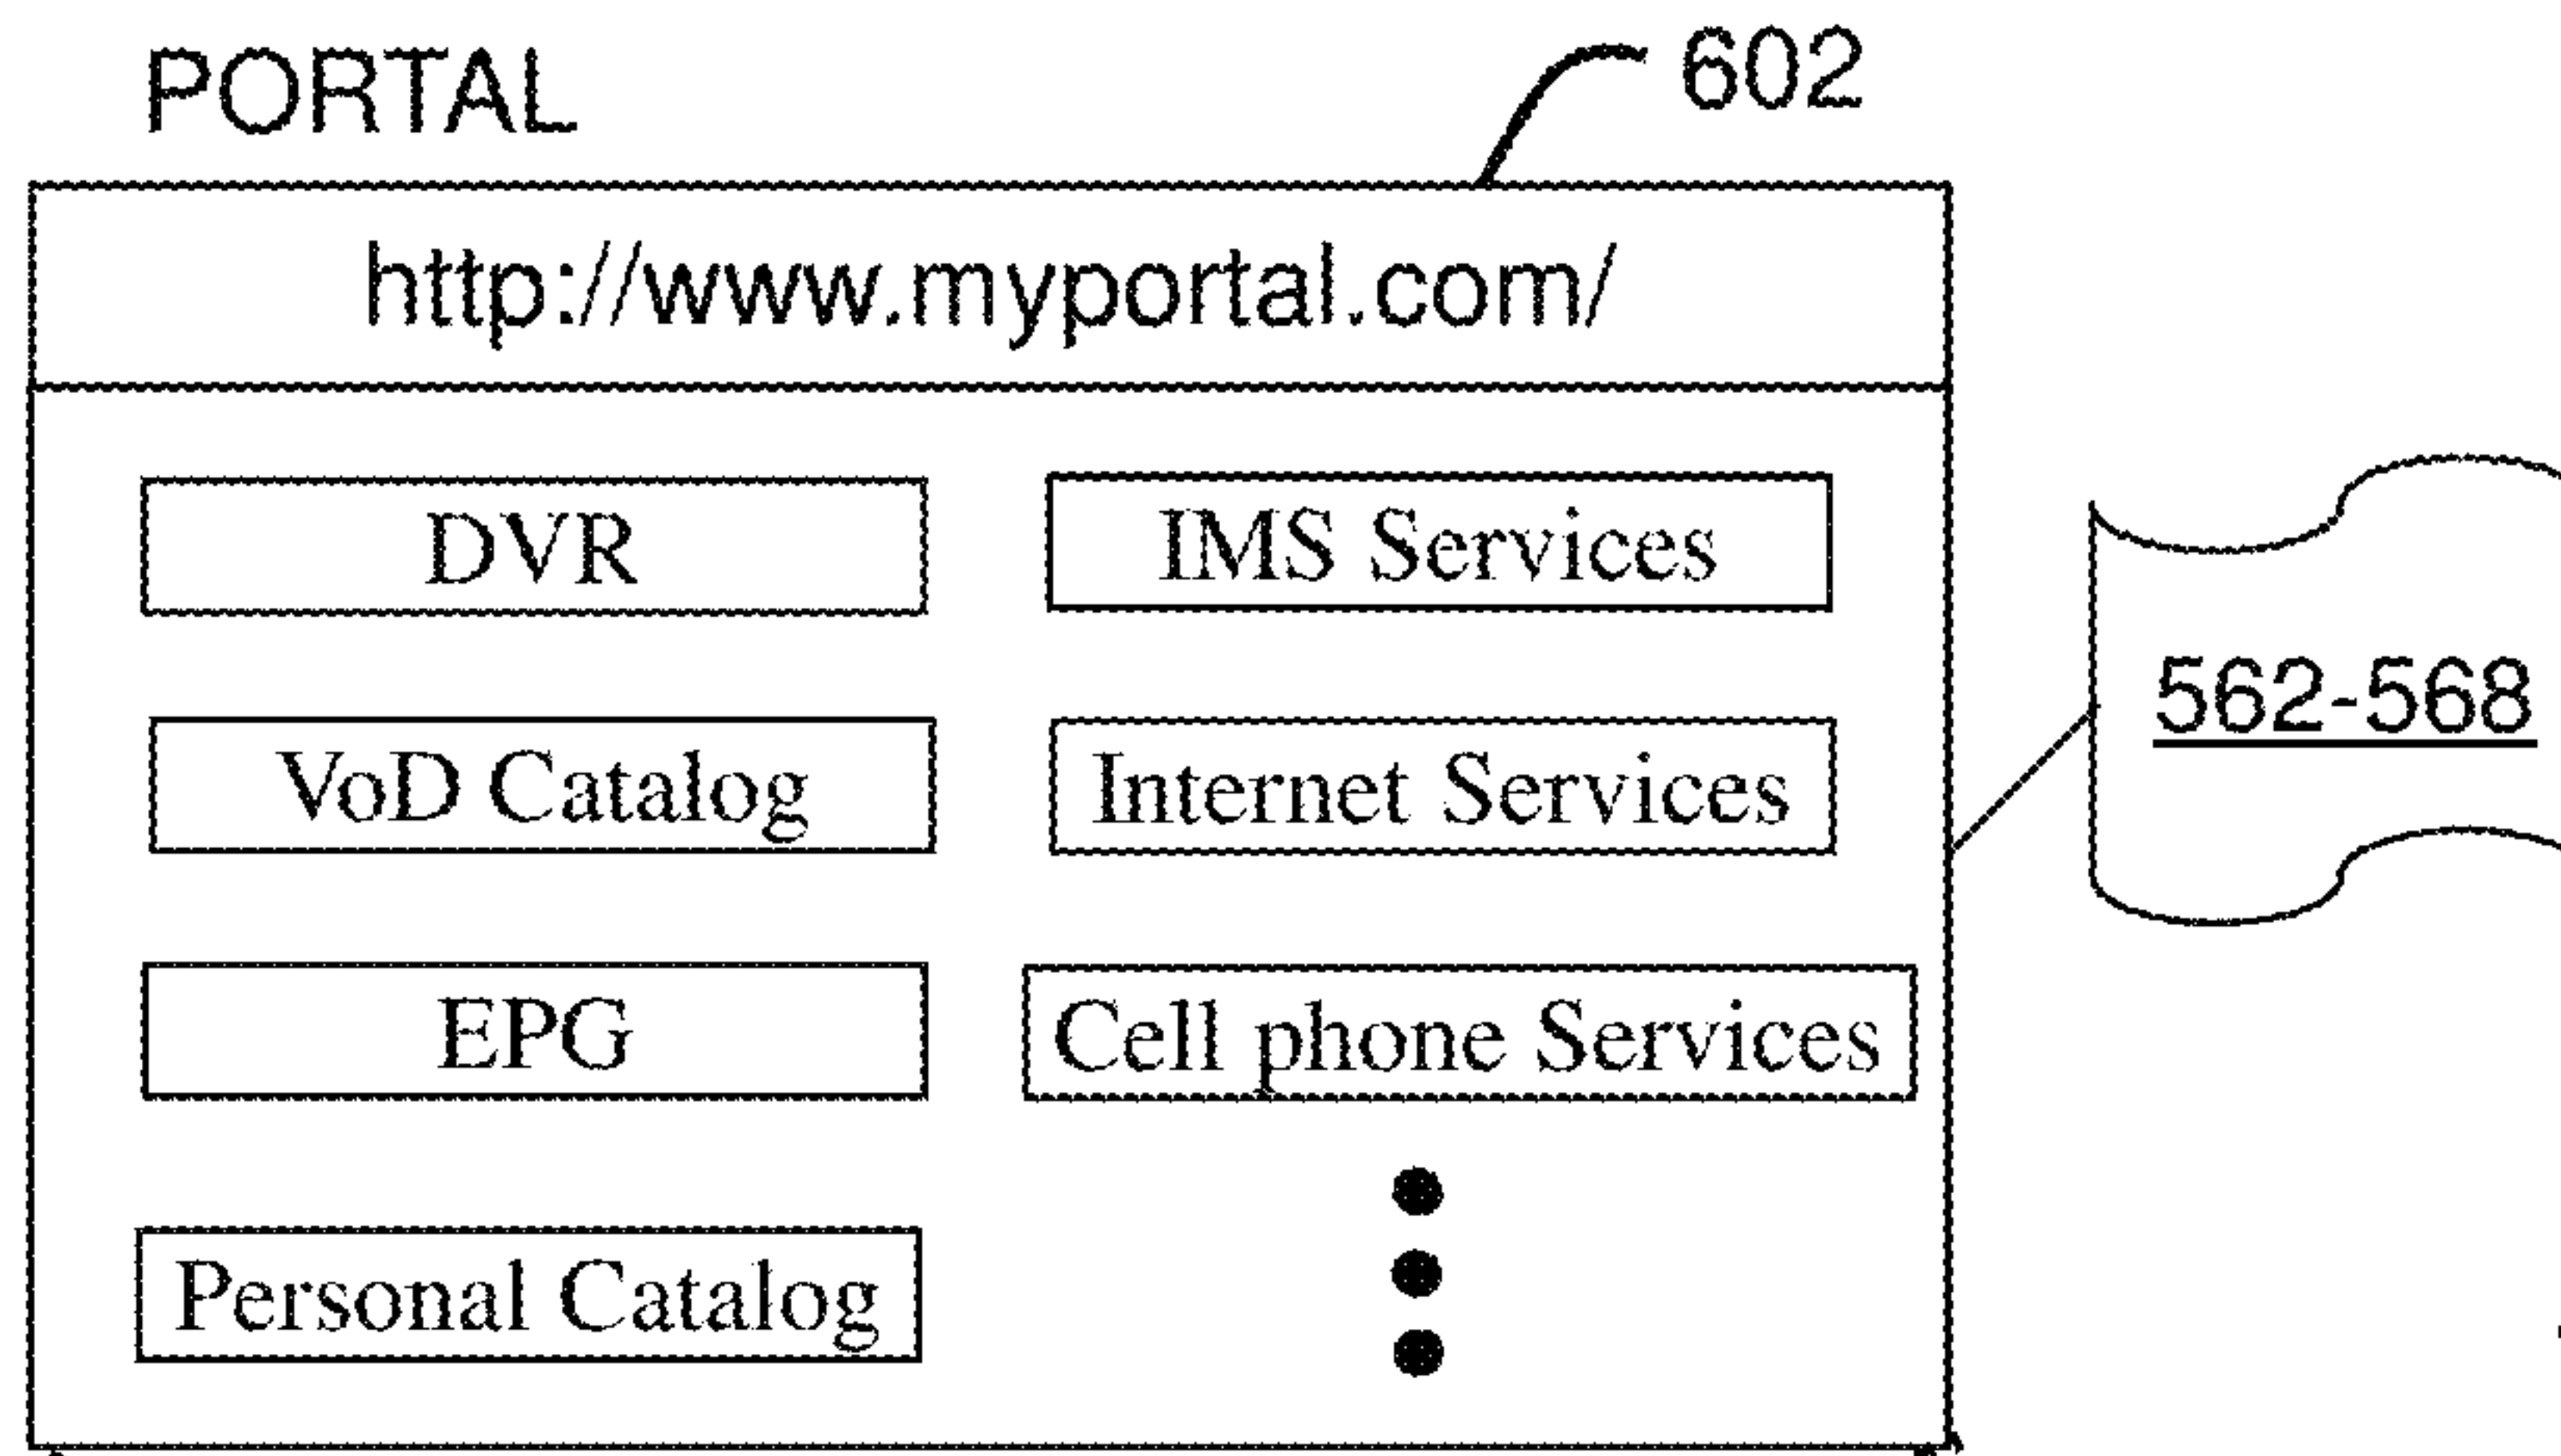 PORTAL
602
http://www.myportal.com/
DVR
IMS Services
VoD Catalog
Internet Services
562-568
EPG
Cell phone Services
Personal Catalog